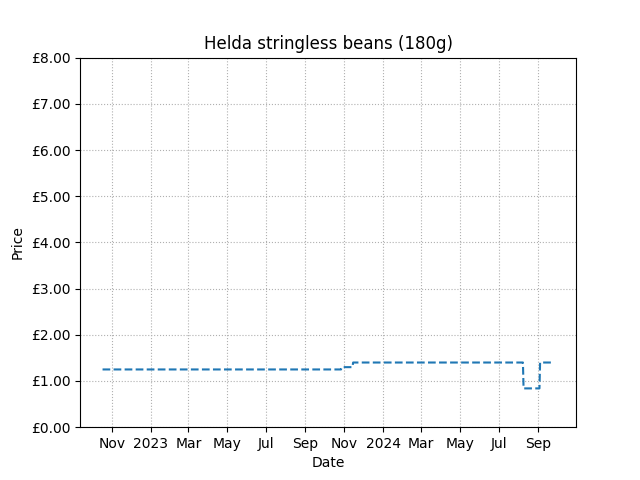 Helda stringless beans (180g)
£8.00
£7.00
£6.00
£5.00
£4.00
£3.00
£2.00
£1.00
£0.00
Price
Nov 2023 Mar May Jul Sep Nov 2024 Mar May Jul Sep
Date